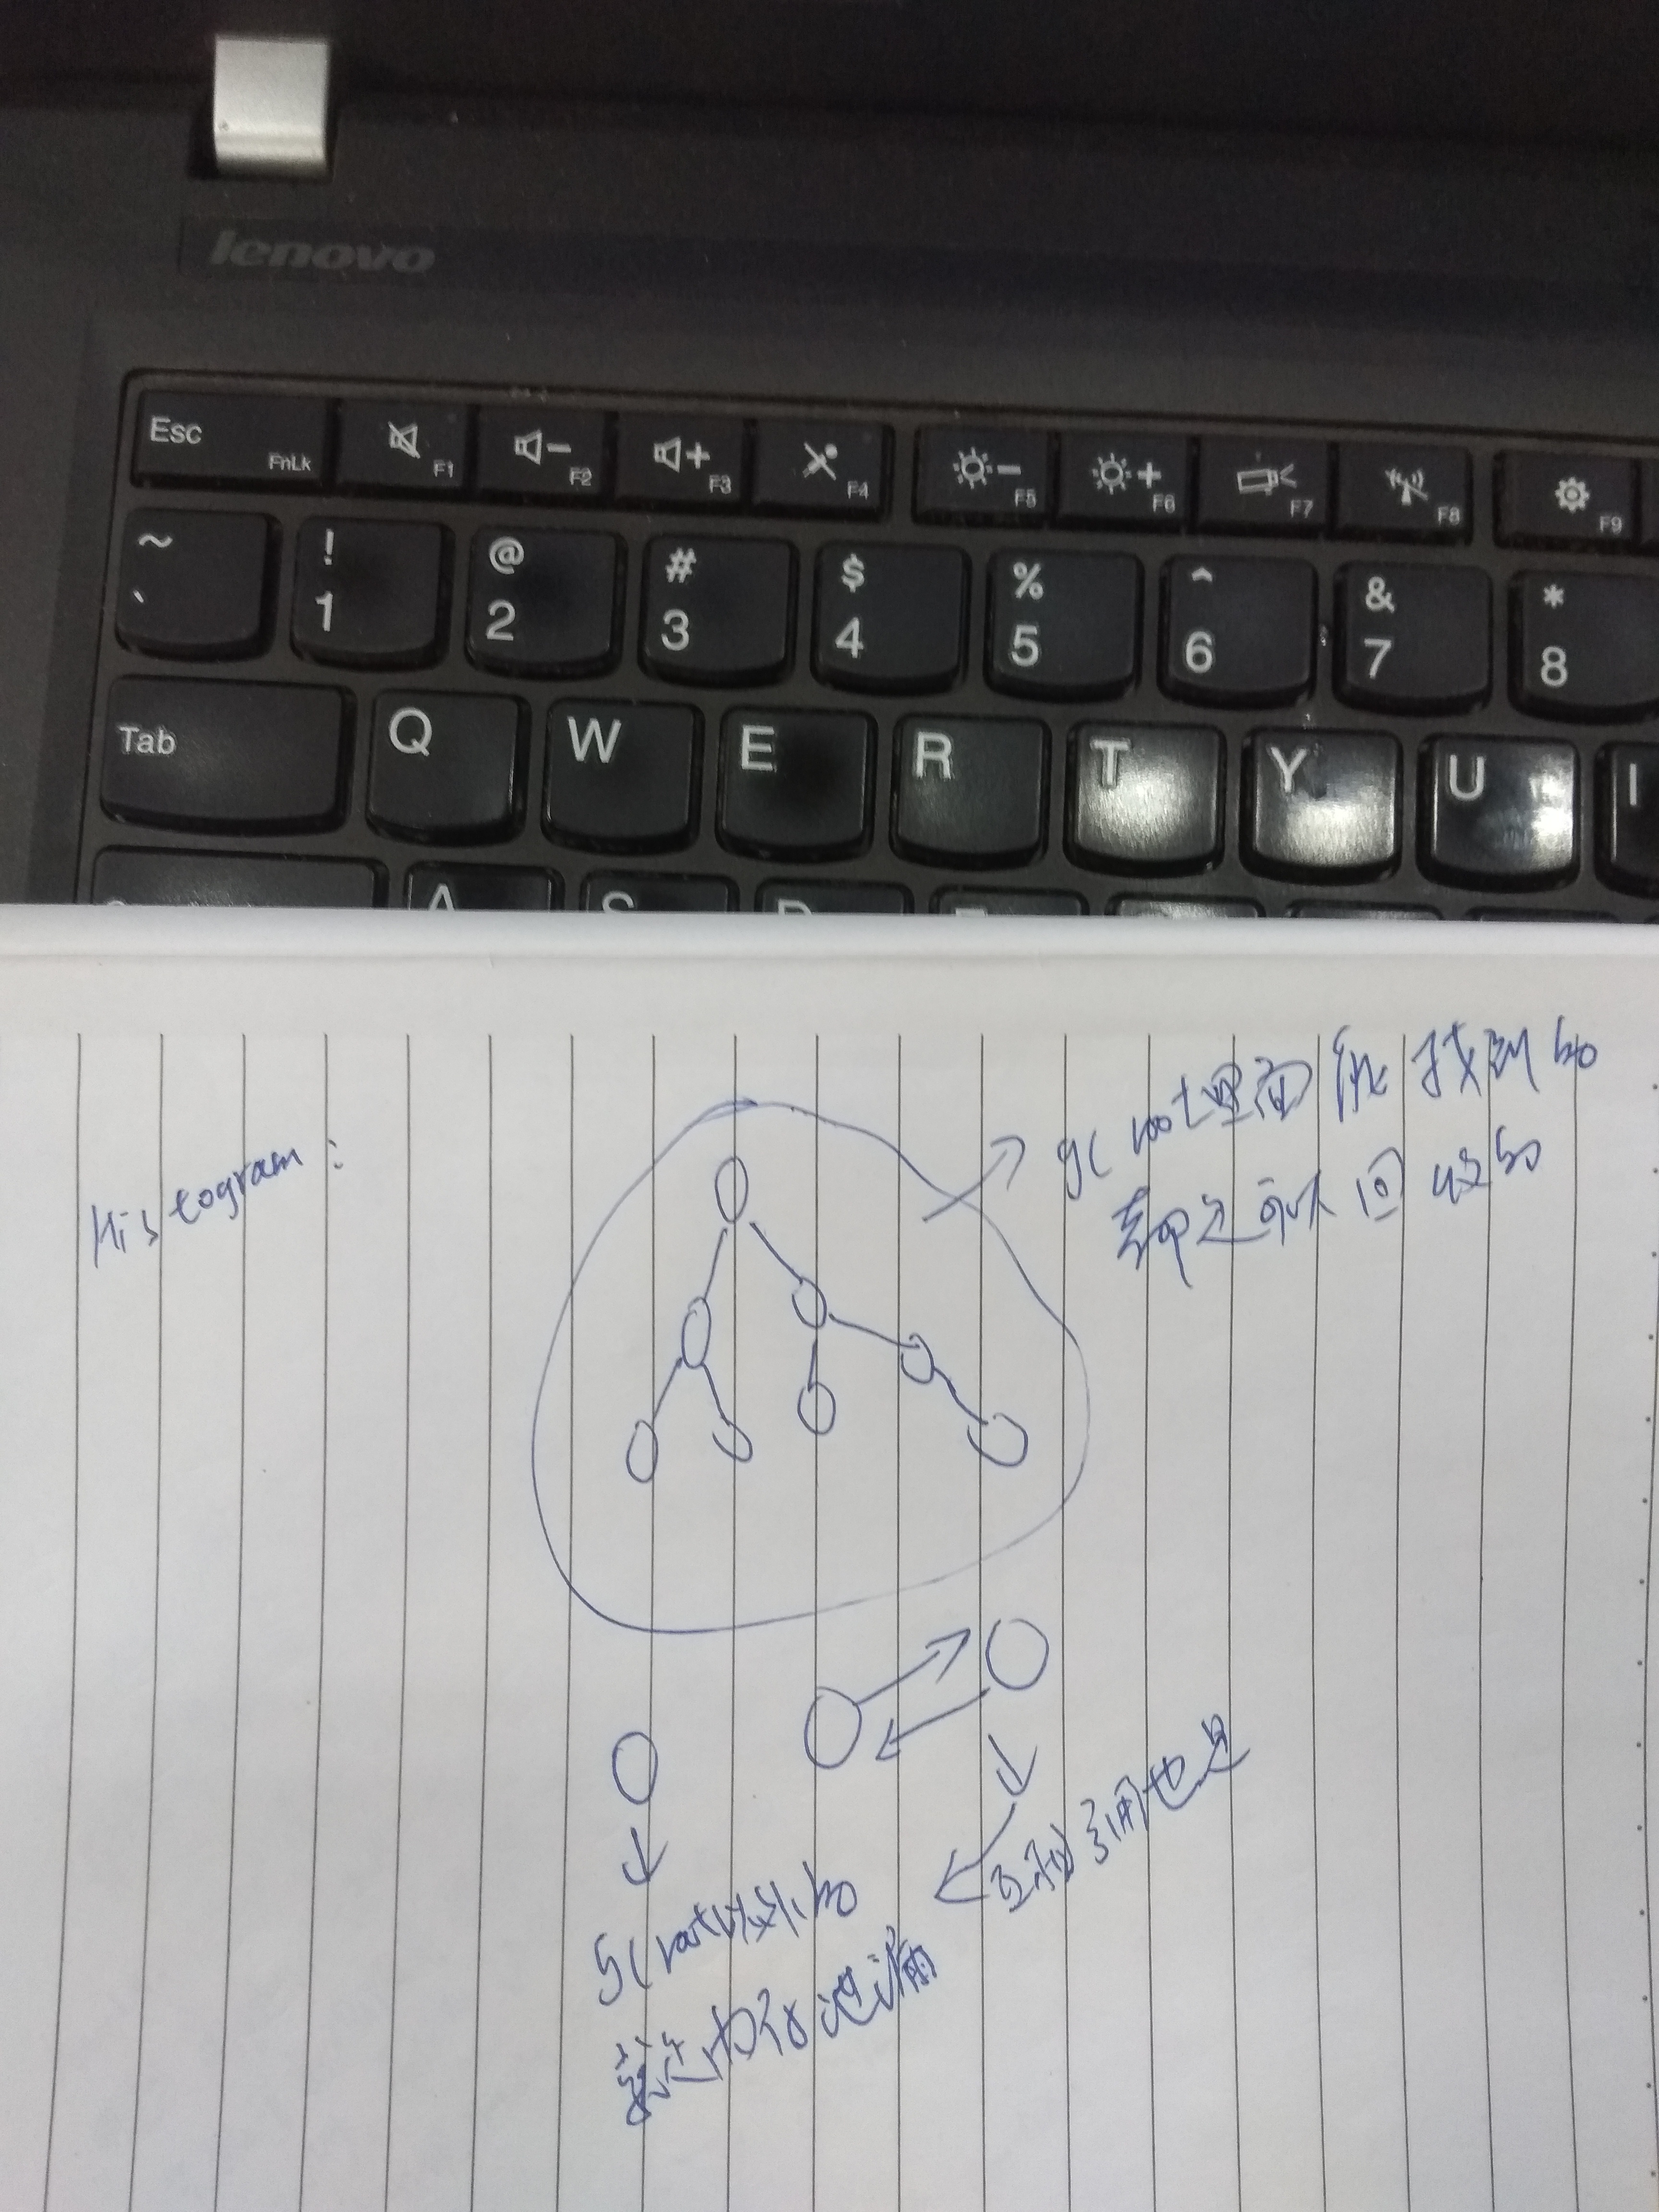 lenovo
Esc FnLk F1 F2 F3 F4 F5 F6 F7 F8 F9
~ ` ! 1 @ 2 # 3 $ 4 % 5 ^ 6 & 7 * 8
Tab Q W E R T Y U I
A S D
Histogram:
gc root里面能找到的
都是可以回收的
互相引用也是
gc root以外的
就是内存泄漏